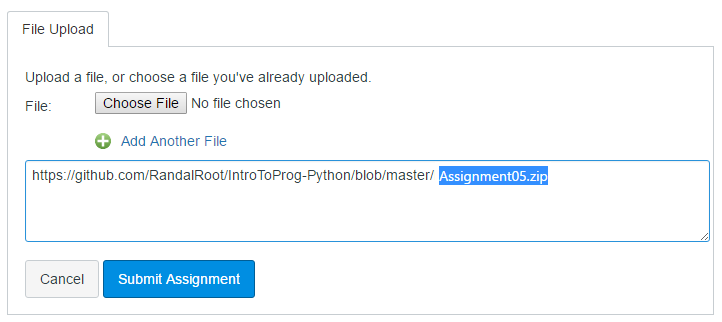 File Upload
Upload a file, or choose a file you've already uploaded.
File: Choose File No file chosen
Add Another File
https://github.com/RandalRoot/IntroToProg-Python/blob/master/ Assignment05.zip
Cancel Submit Assignment